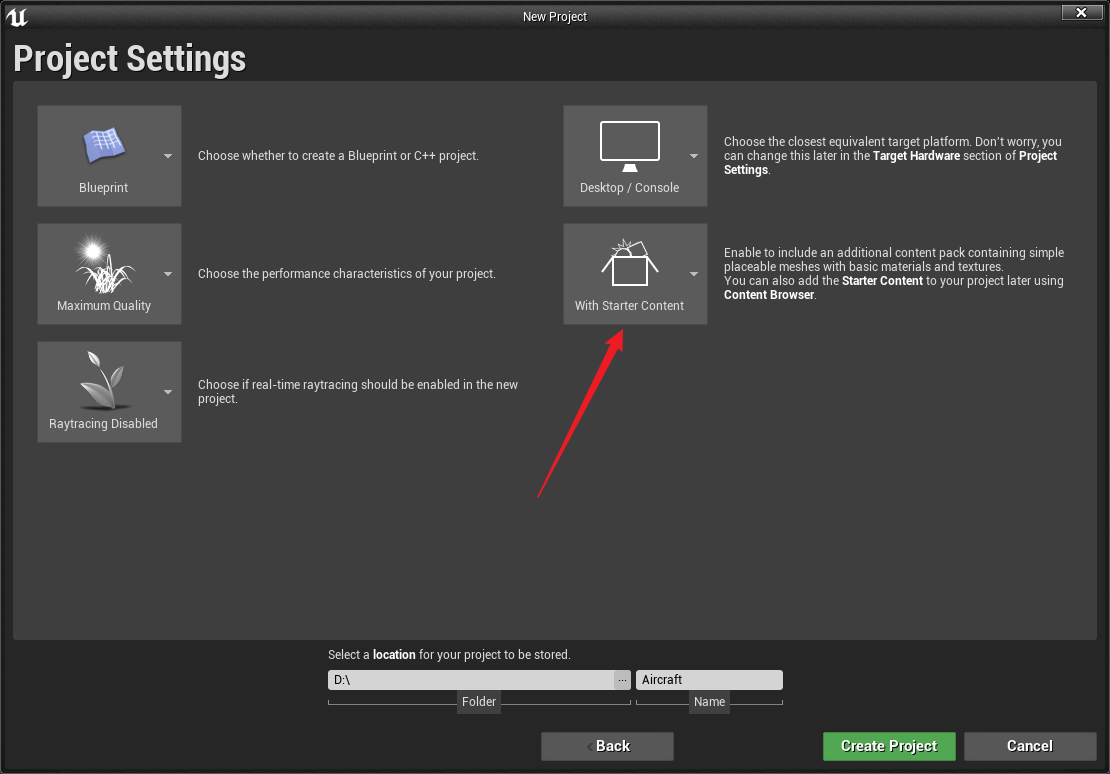 New Project
Project Settings
Blueprint
Choose whether to create a Blueprint or C++ project.
Desktop / Console
Choose the closest equivalent target platform. Don't worry, you
can change this later in the Target Hardware section of Project
Settings.
Maximum Quality
Choose the performance characteristics of your project.
With Starter Content
Enable to include an additional content pack containing simple
placeable meshes with basic materials and textures.
You can also add the Starter Content to your project later using
Content Browser.
Raytracing Disabled
Choose if real-time raytracing should be enabled in the new
project.
Select a location for your project to be stored.
D:\
...
Aircraft
Folder
Name
< Back
Create Project
Cancel